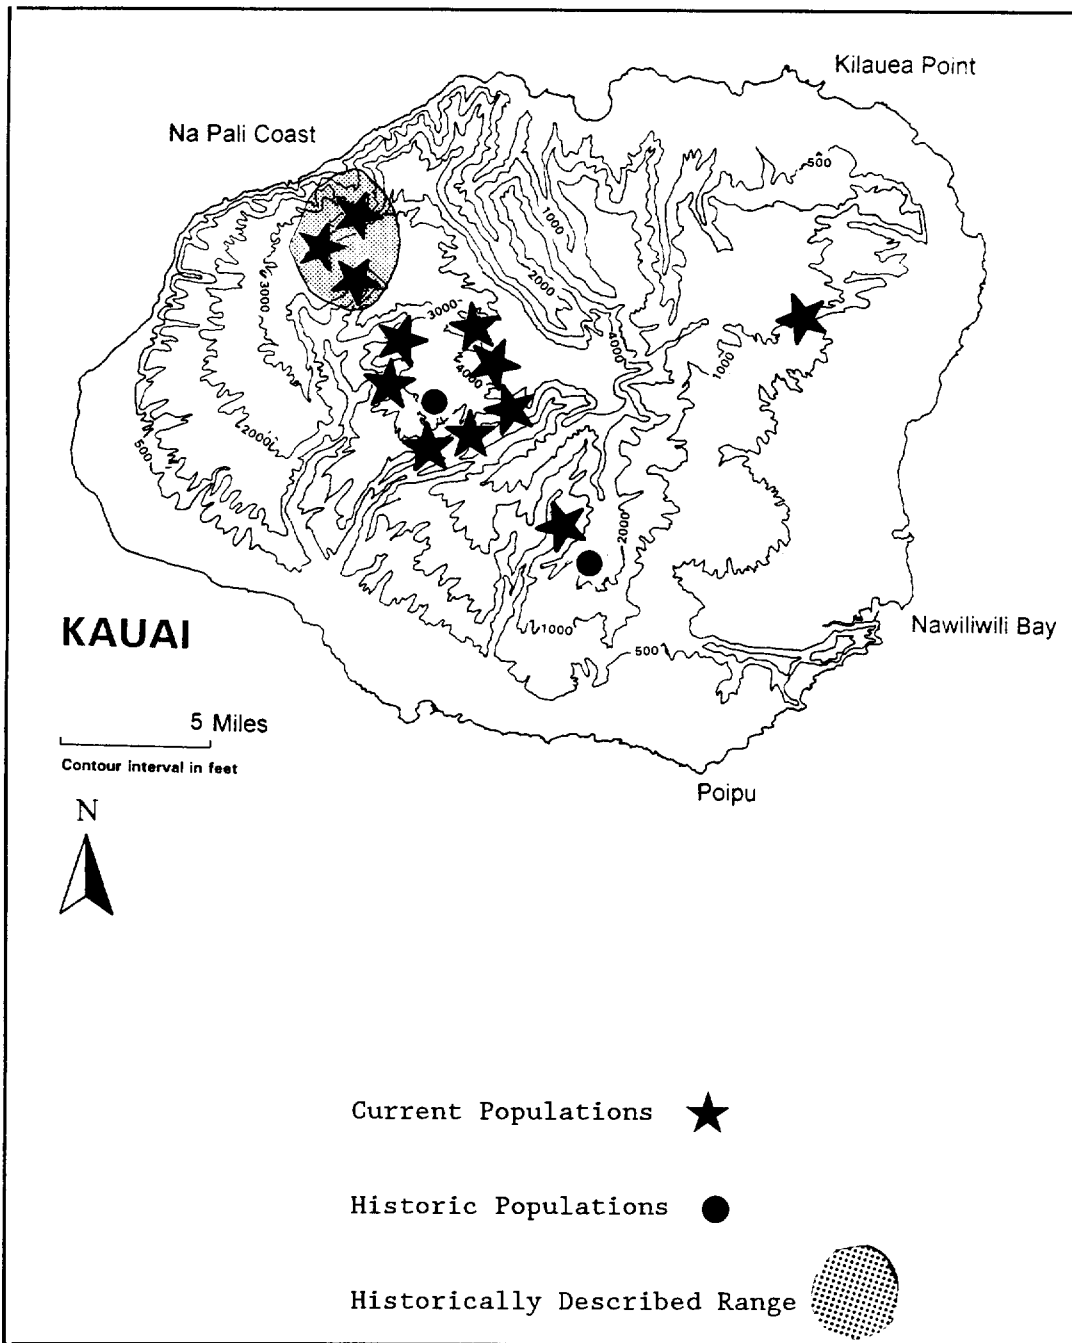 Kilauea Point
Na Pali Coast
500
1000
2000
3000
3000
4000
4000
1000
2000
500
2000
1000
500
Nawiliwili Bay
KAUAI
5 Miles
Contour interval in feet
Poipu
N
Current Populations
Historic Populations
Historically Described Range